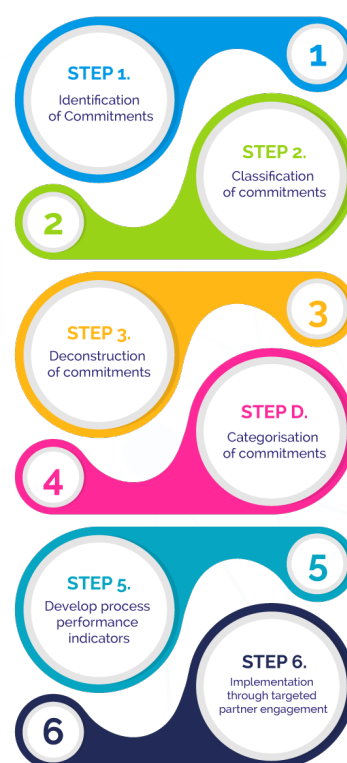 STEP 1.
Identification
of Commitments
1
STEP 2.
Classification
of commitments
2
STEP 3.
Deconstruction
of commitments
3
STEP D.
Categorisation
of commitments
4
STEP 5.
Develop process
performance
indicators
5
STEP 6.
Implementation
through targeted
partner engagement
6